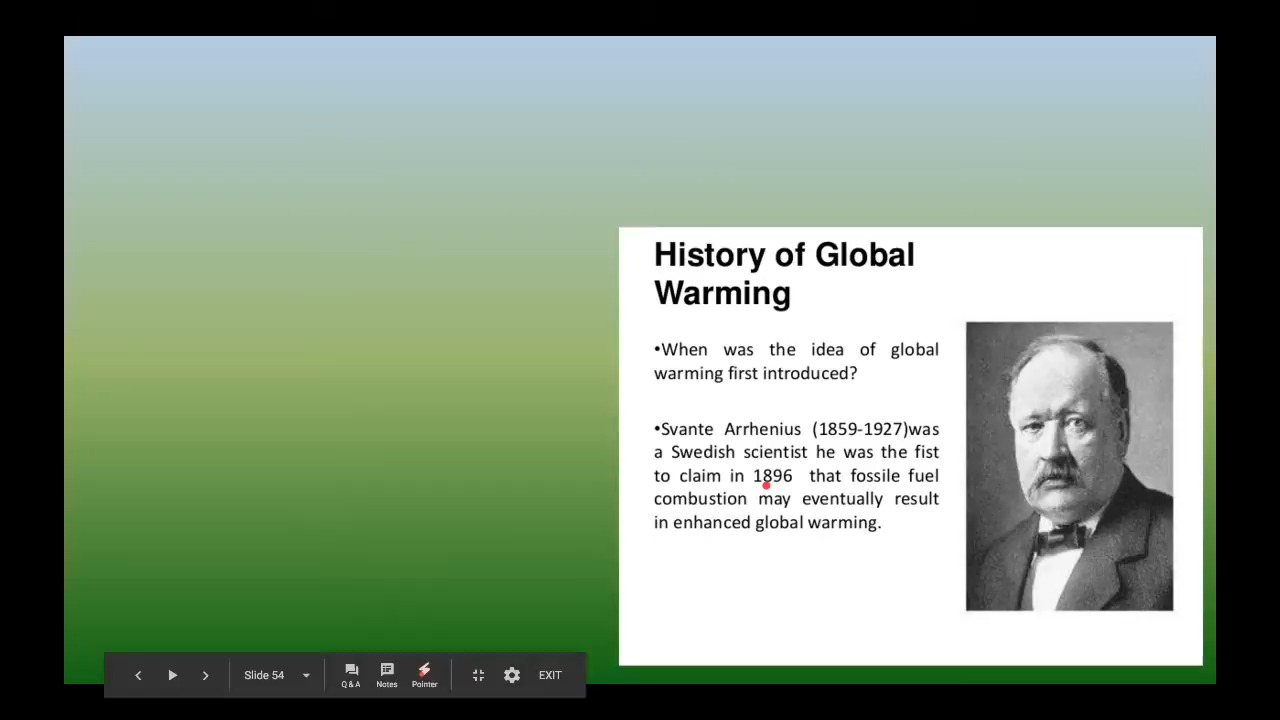 History of Global
Warming
•When was the idea of global
warming first introduced?
•Svante Arrhenius (1859-1927)was
a Swedish scientist he was the fist
to claim in 1896 that fossile fuel
combustion may eventually result
in enhanced global warming.
Slide 54
Q & A
Notes
Pointer
EXIT